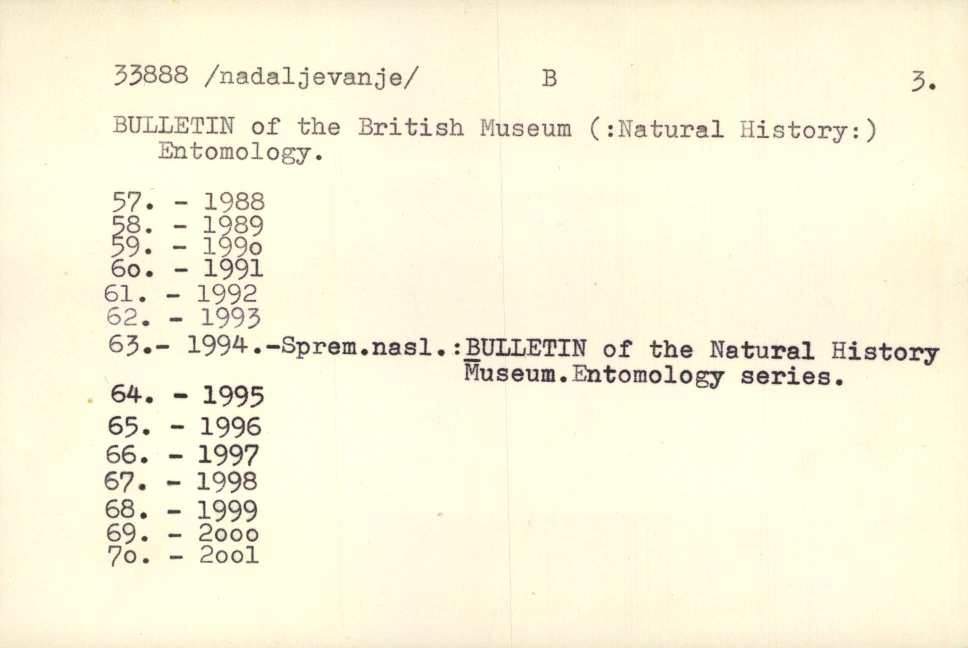 33888 /nadaljevanje/ B 3.
BULLETIN of the British Museum (:Natural History:)
Entomology.
57. - 1988
58. - 1989
59. - 199o
6o. - 1991
61. - 1992
62. - 1993
63.- 1994.-Sprem.nasl.:BULLETIN of the Natural History
Museum.Entomology series.
64. - 1995
65. - 1996
66. - 1997
67. - 1998
68. - 1999
69. - 2ooo
7o. - 2oo1